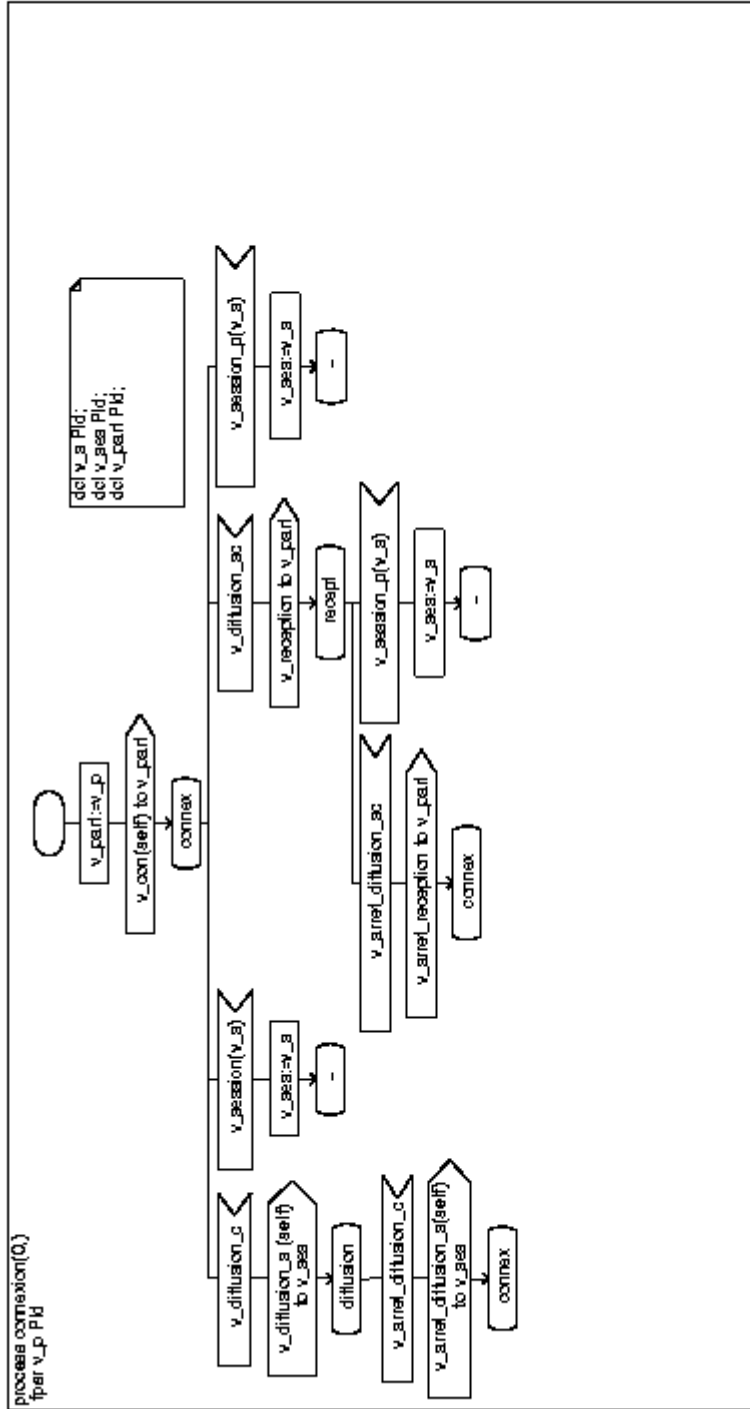 process connexion(0,)
fpar v_p PId
dcl v_s PId;
dcl v_ses PId;
dcl v_part PId;
v_part:=v_p
v_con(self) to v_part
connex
v_diffusion_c
v_session(v_s)
v_diffusion_sc
v_session_p(v_s)
v_diffusion_s (self)
to v_ses
v_ses:=v_s
v_reception to v_part
v_ses:=v_s
diffusion
-
recept
-
v_arret_diffusion_c
v_arret_diffusion_sc
v_session_p(v_s)
v_arret_diffusion_s(self)
to v_ses
v_arret_reception to v_part
v_ses:=v_s
connex
connex
-